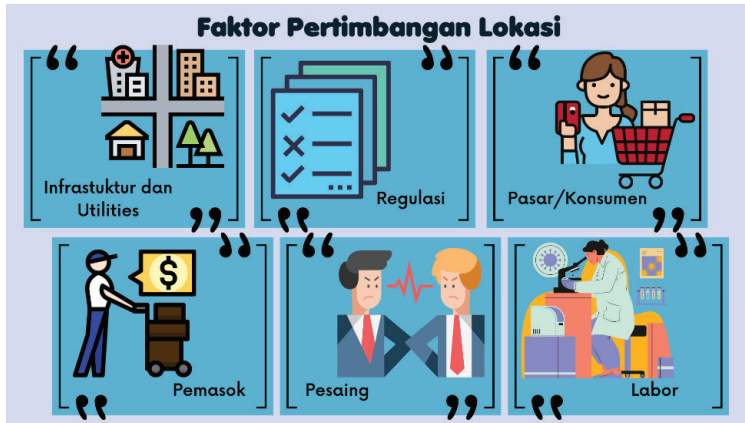 Faktor Pertimbangan Lokasi
Infrastuktur dan
Utilities
Regulasi
Pasar/Konsumen
$
Pemasok
Pesaing
Labor